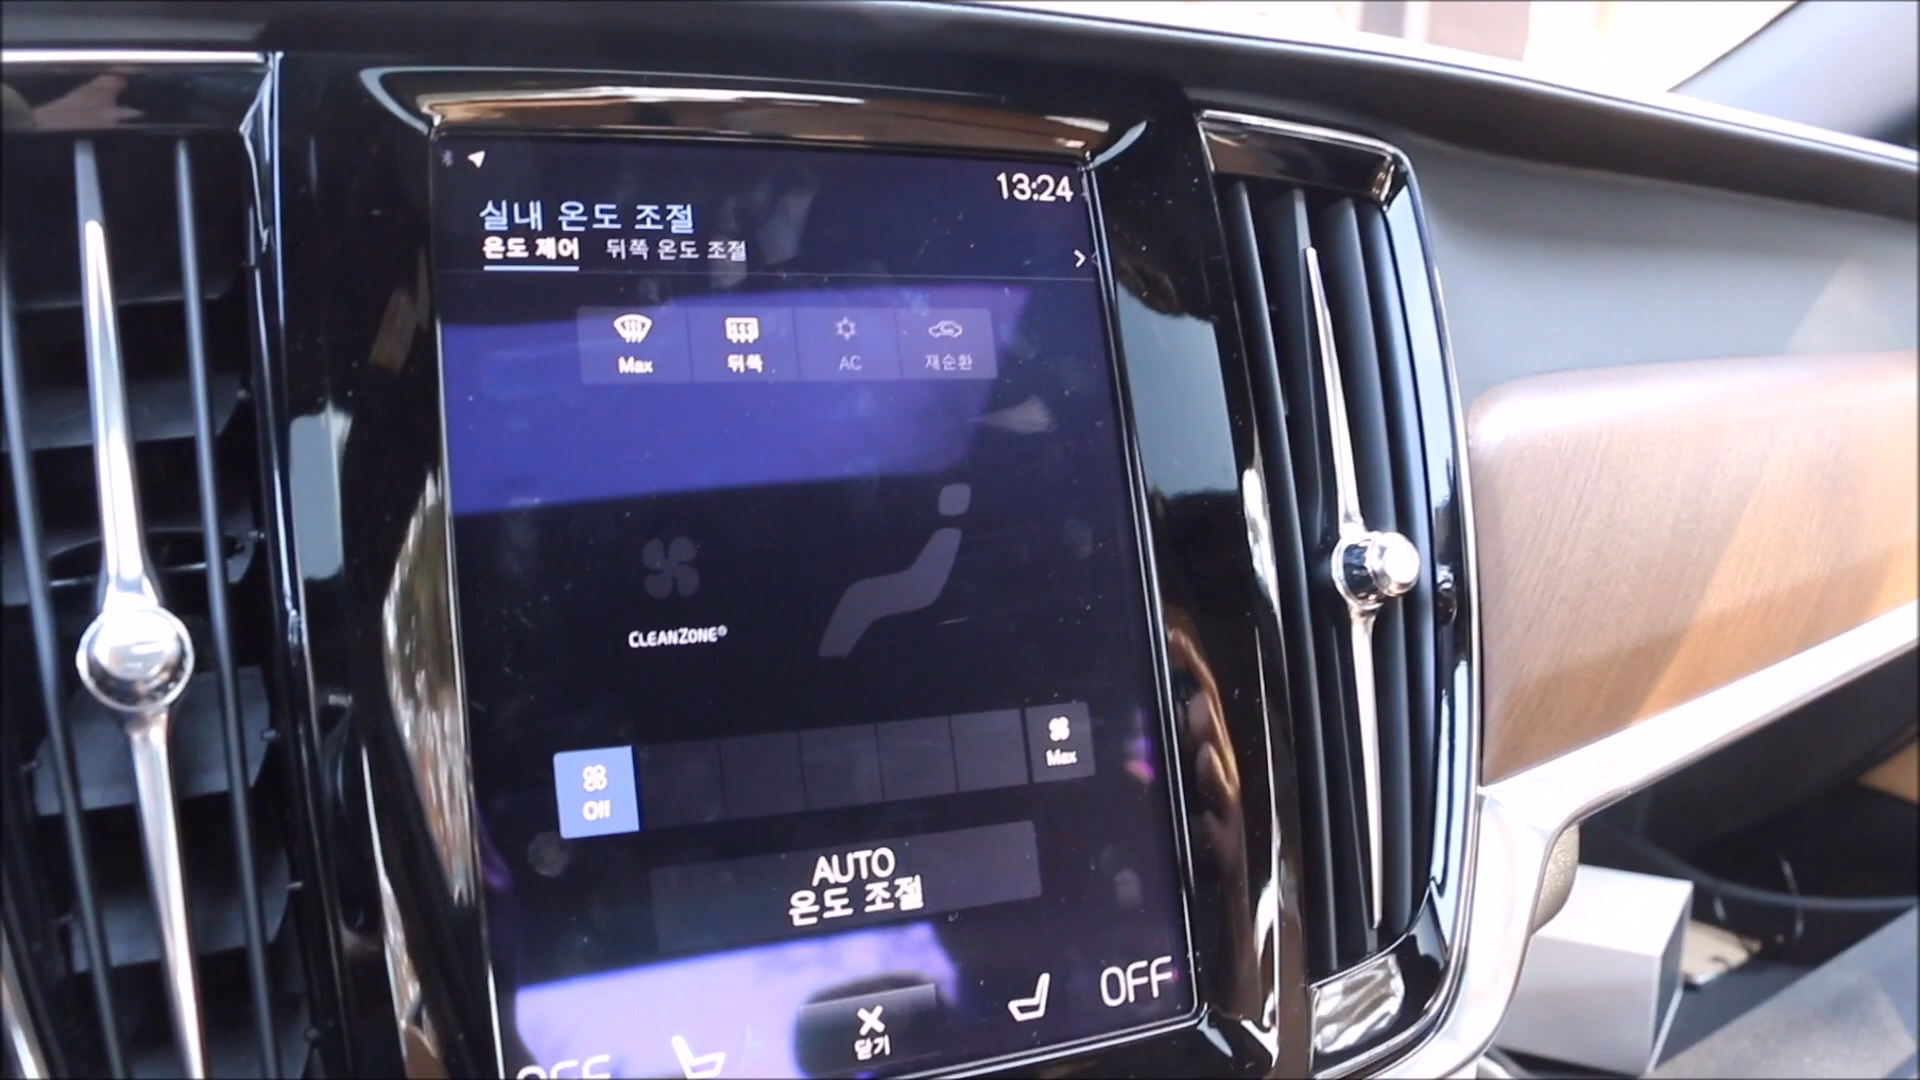 13:24
실내 온도 조절
온도 제어 뒤쪽 온도 조절
Max 뒤쪽 AC 재순환
CLEANZONE®
Max
Off
AUTO
온도 조절
OFF
닫기
OFF